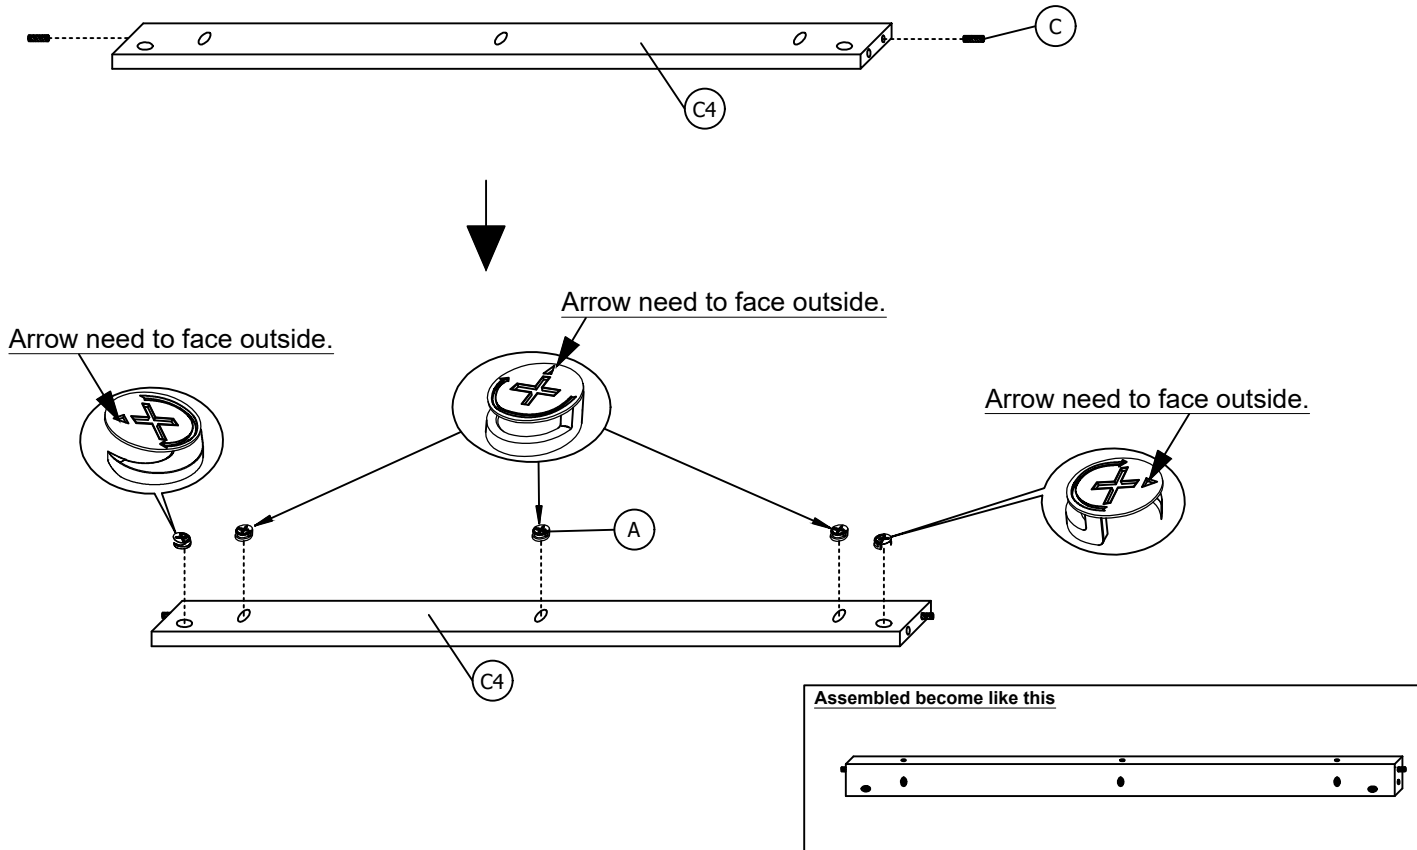 C
C4
Arrow need to face outside.
Arrow need to face outside.
Arrow need to face outside.
A
C4
Assembled become like this